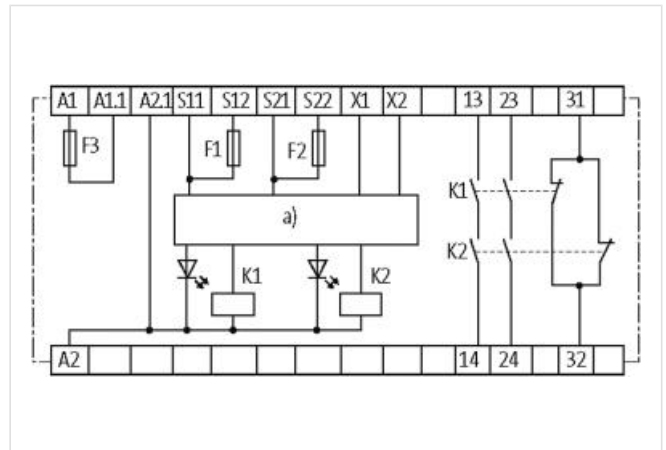 A1 A1.1 A2.1 S11 S12 S21 S22 X1 X2 13 23 31
F3 F1 F2
K1
a)
K2
K1 K2
A2 14 24 32